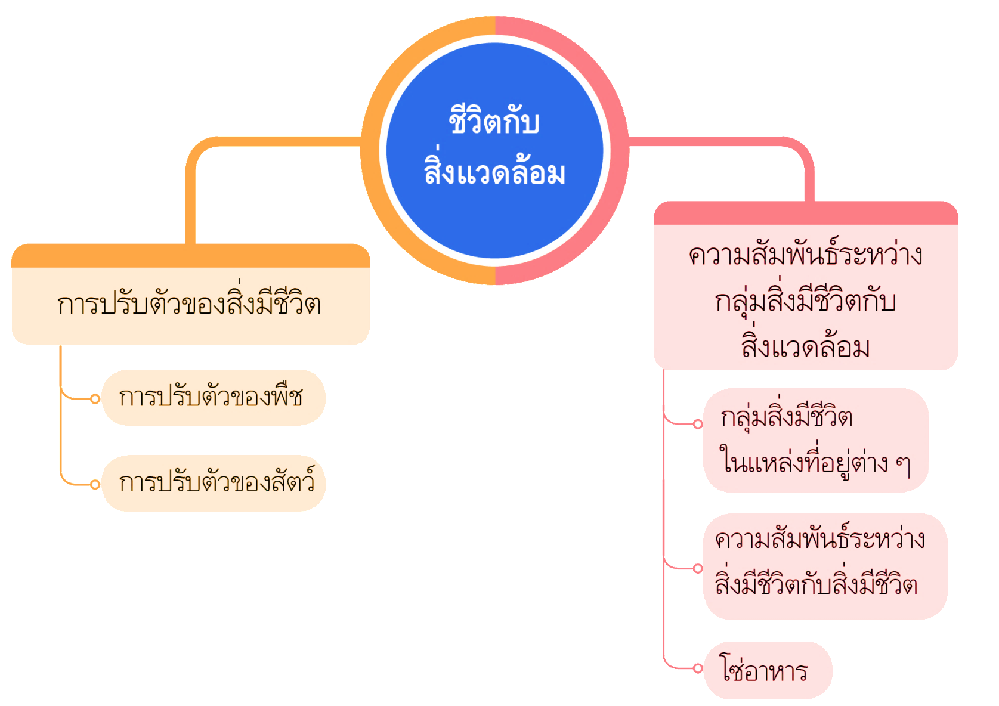 ชีวิตกับ
สิ่งแวดล้อม
การปรับตัวของสิ่งมีชีวิต
การปรับตัวของพืช
การปรับตัวของสัตว์
ความสัมพันธ์ระหว่าง
กลุ่มสิ่งมีชีวิตกับ
สิ่งแวดล้อม
กลุ่มสิ่งมีชีวิต
ในแหล่งที่อยู่ต่าง ๆ
ความสัมพันธ์ระหว่าง
สิ่งมีชีวิตกับสิ่งมีชีวิต
โซ่อาหาร